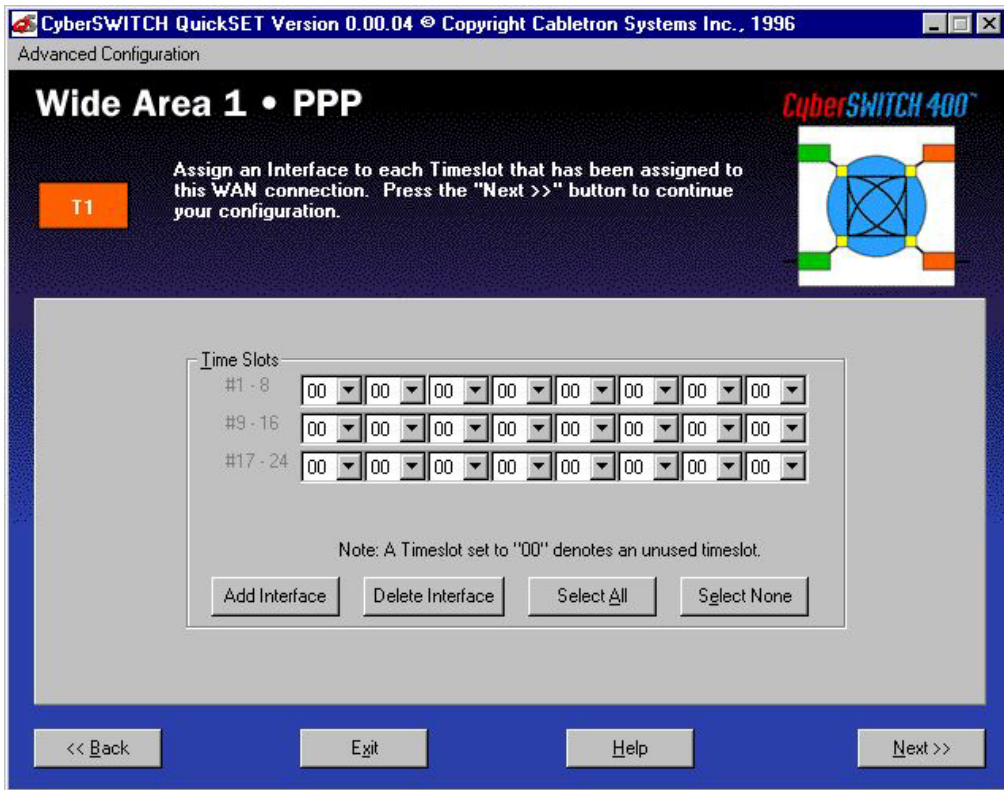 CyberSWITCH QuickSET Version 0.00.04 © Copyright Cabletron Systems Inc., 1996
Advanced Configuration
Wide Area 1 • PPP
CyberSWITCH 400™
T1
Assign an Interface to each Timeslot that has been assigned to
this WAN connection. Press the "Next >>" button to continue
your configuration.
Time Slots
#1 - 8 00 00 00 00 00 00 00 00
#9 - 16 00 00 00 00 00 00 00 00
#17 - 24 00 00 00 00 00 00 00 00
Note: A Timeslot set to "00" denotes an unused timeslot.
Add Interface Delete Interface Select All Select None
<< Back Exit Help Next >>